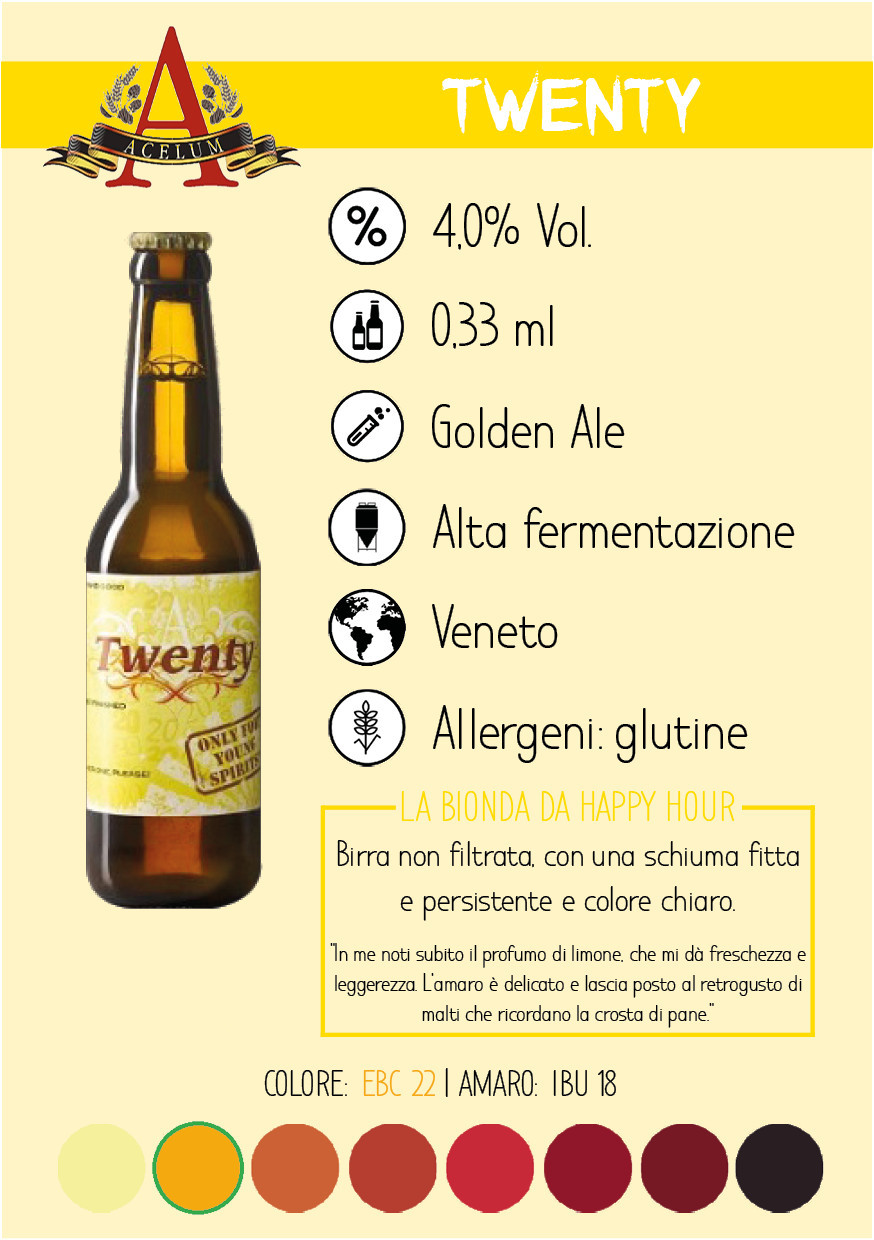 ACELUM
TWENTY
4,0% Vol.
0,33 ml
Golden Ale
Alta fermentazione
Veneto
Allergeni: glutine
Twenty
ONLY FOR
YOUNG
SPIRITS
LA BIONDA DA HAPPY HOUR
Birra non filtrata, con una schiuma fitta
e persistente e colore chiaro.
"In me noti subito il profumo di limone, che mi dà freschezza e
leggerezza. L'amaro è delicato e lascia posto al retrogusto di
malti che ricordano la crosta di pane."
COLORE: EBC 22 | AMARO: IBU 18